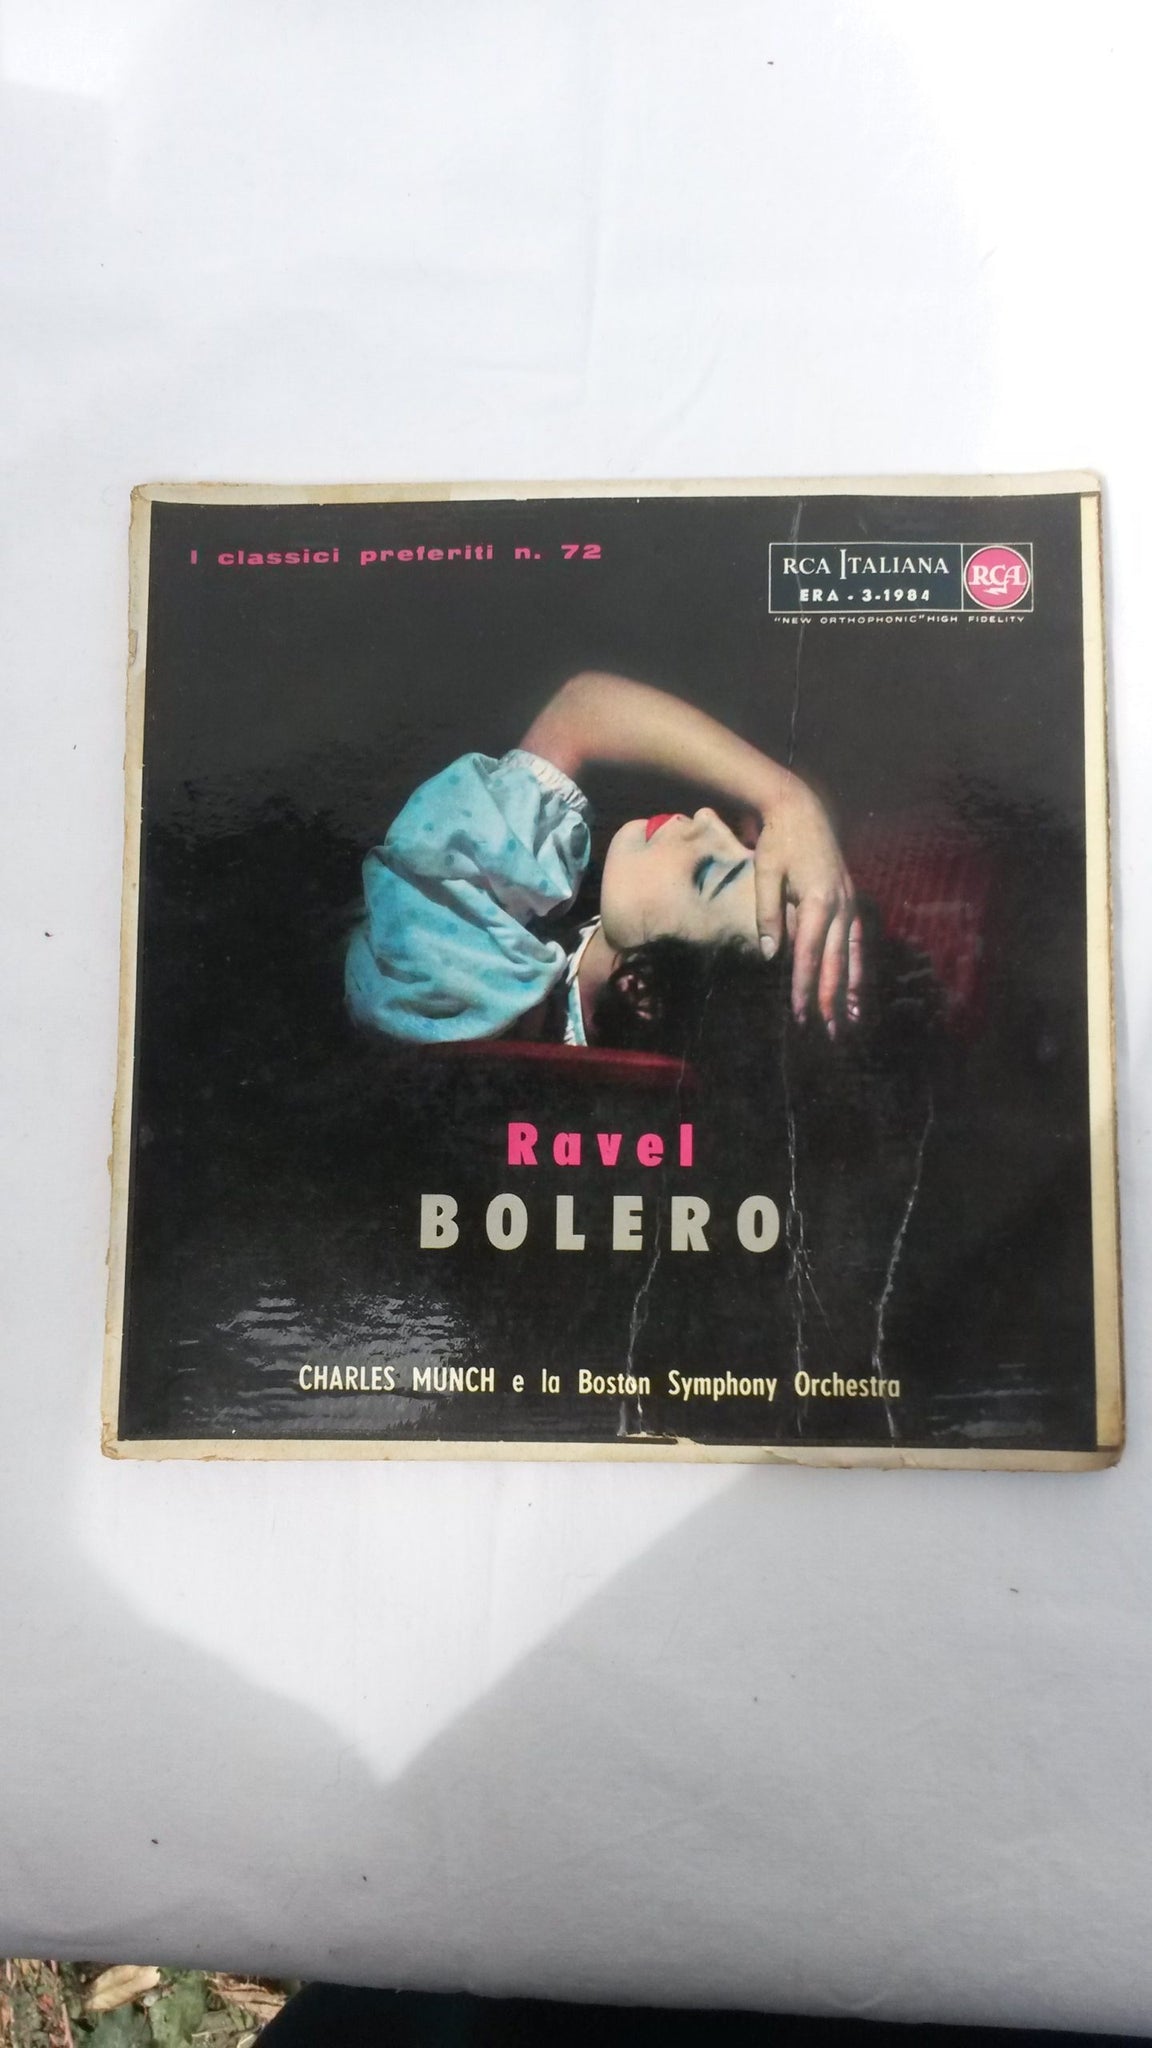 I classici preferiti n. 72
RCA ITALIANA
ERA - 3-1984
RCA
"NEW ORTHOPHONIC" HIGH FIDELITY
Ravel
BOLERO
CHARLES MUNCH e la Boston Symphony Orchestra